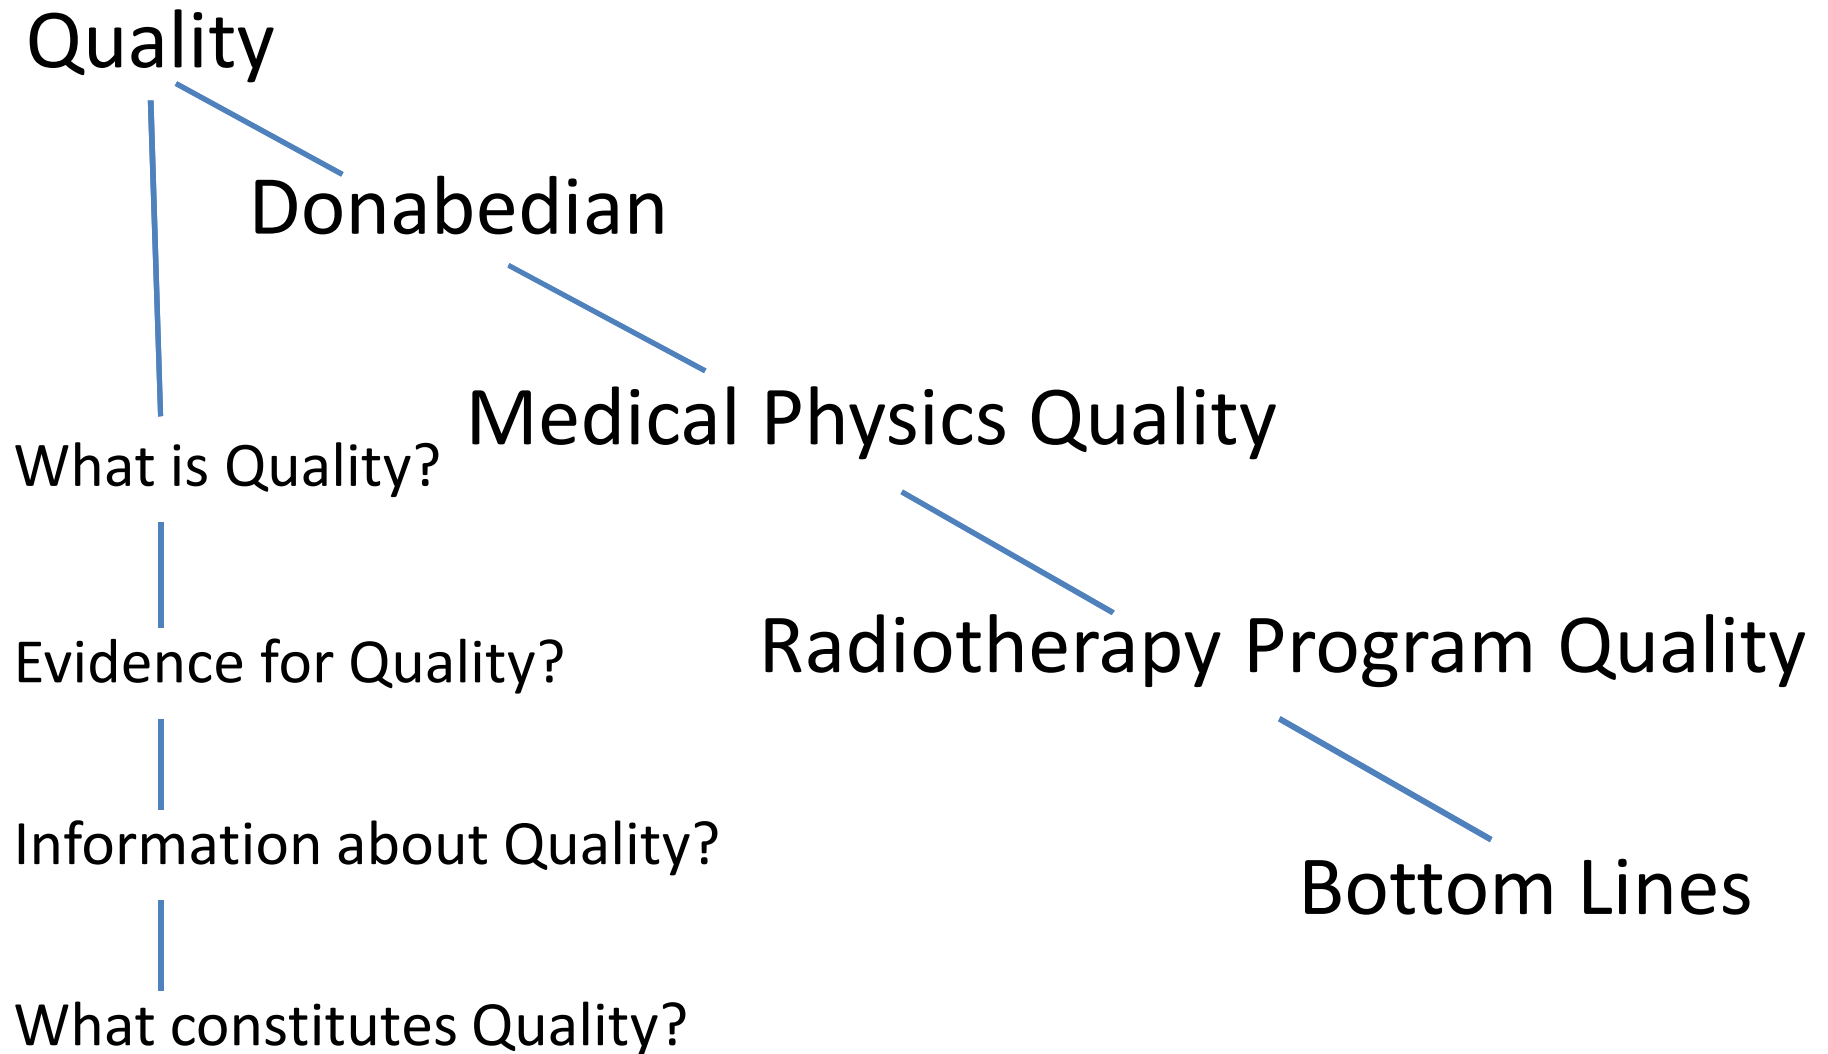 Quality
Donabedian
Medical Physics Quality
What is Quality?
Radiotherapy Program Quality
Evidence for Quality?
Information about Quality?
Bottom Lines
What constitutes Quality?